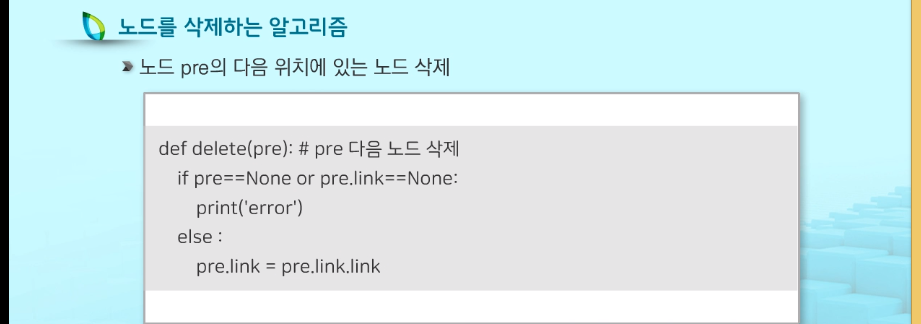 노드를 삭제하는 알고리즘
노드 pre의 다음 위치에 있는 노드 삭제
def delete(pre): # pre 다음 노드 삭제
if pre==None or pre.link==None:
print('error')
else :
pre.link = pre.link.link